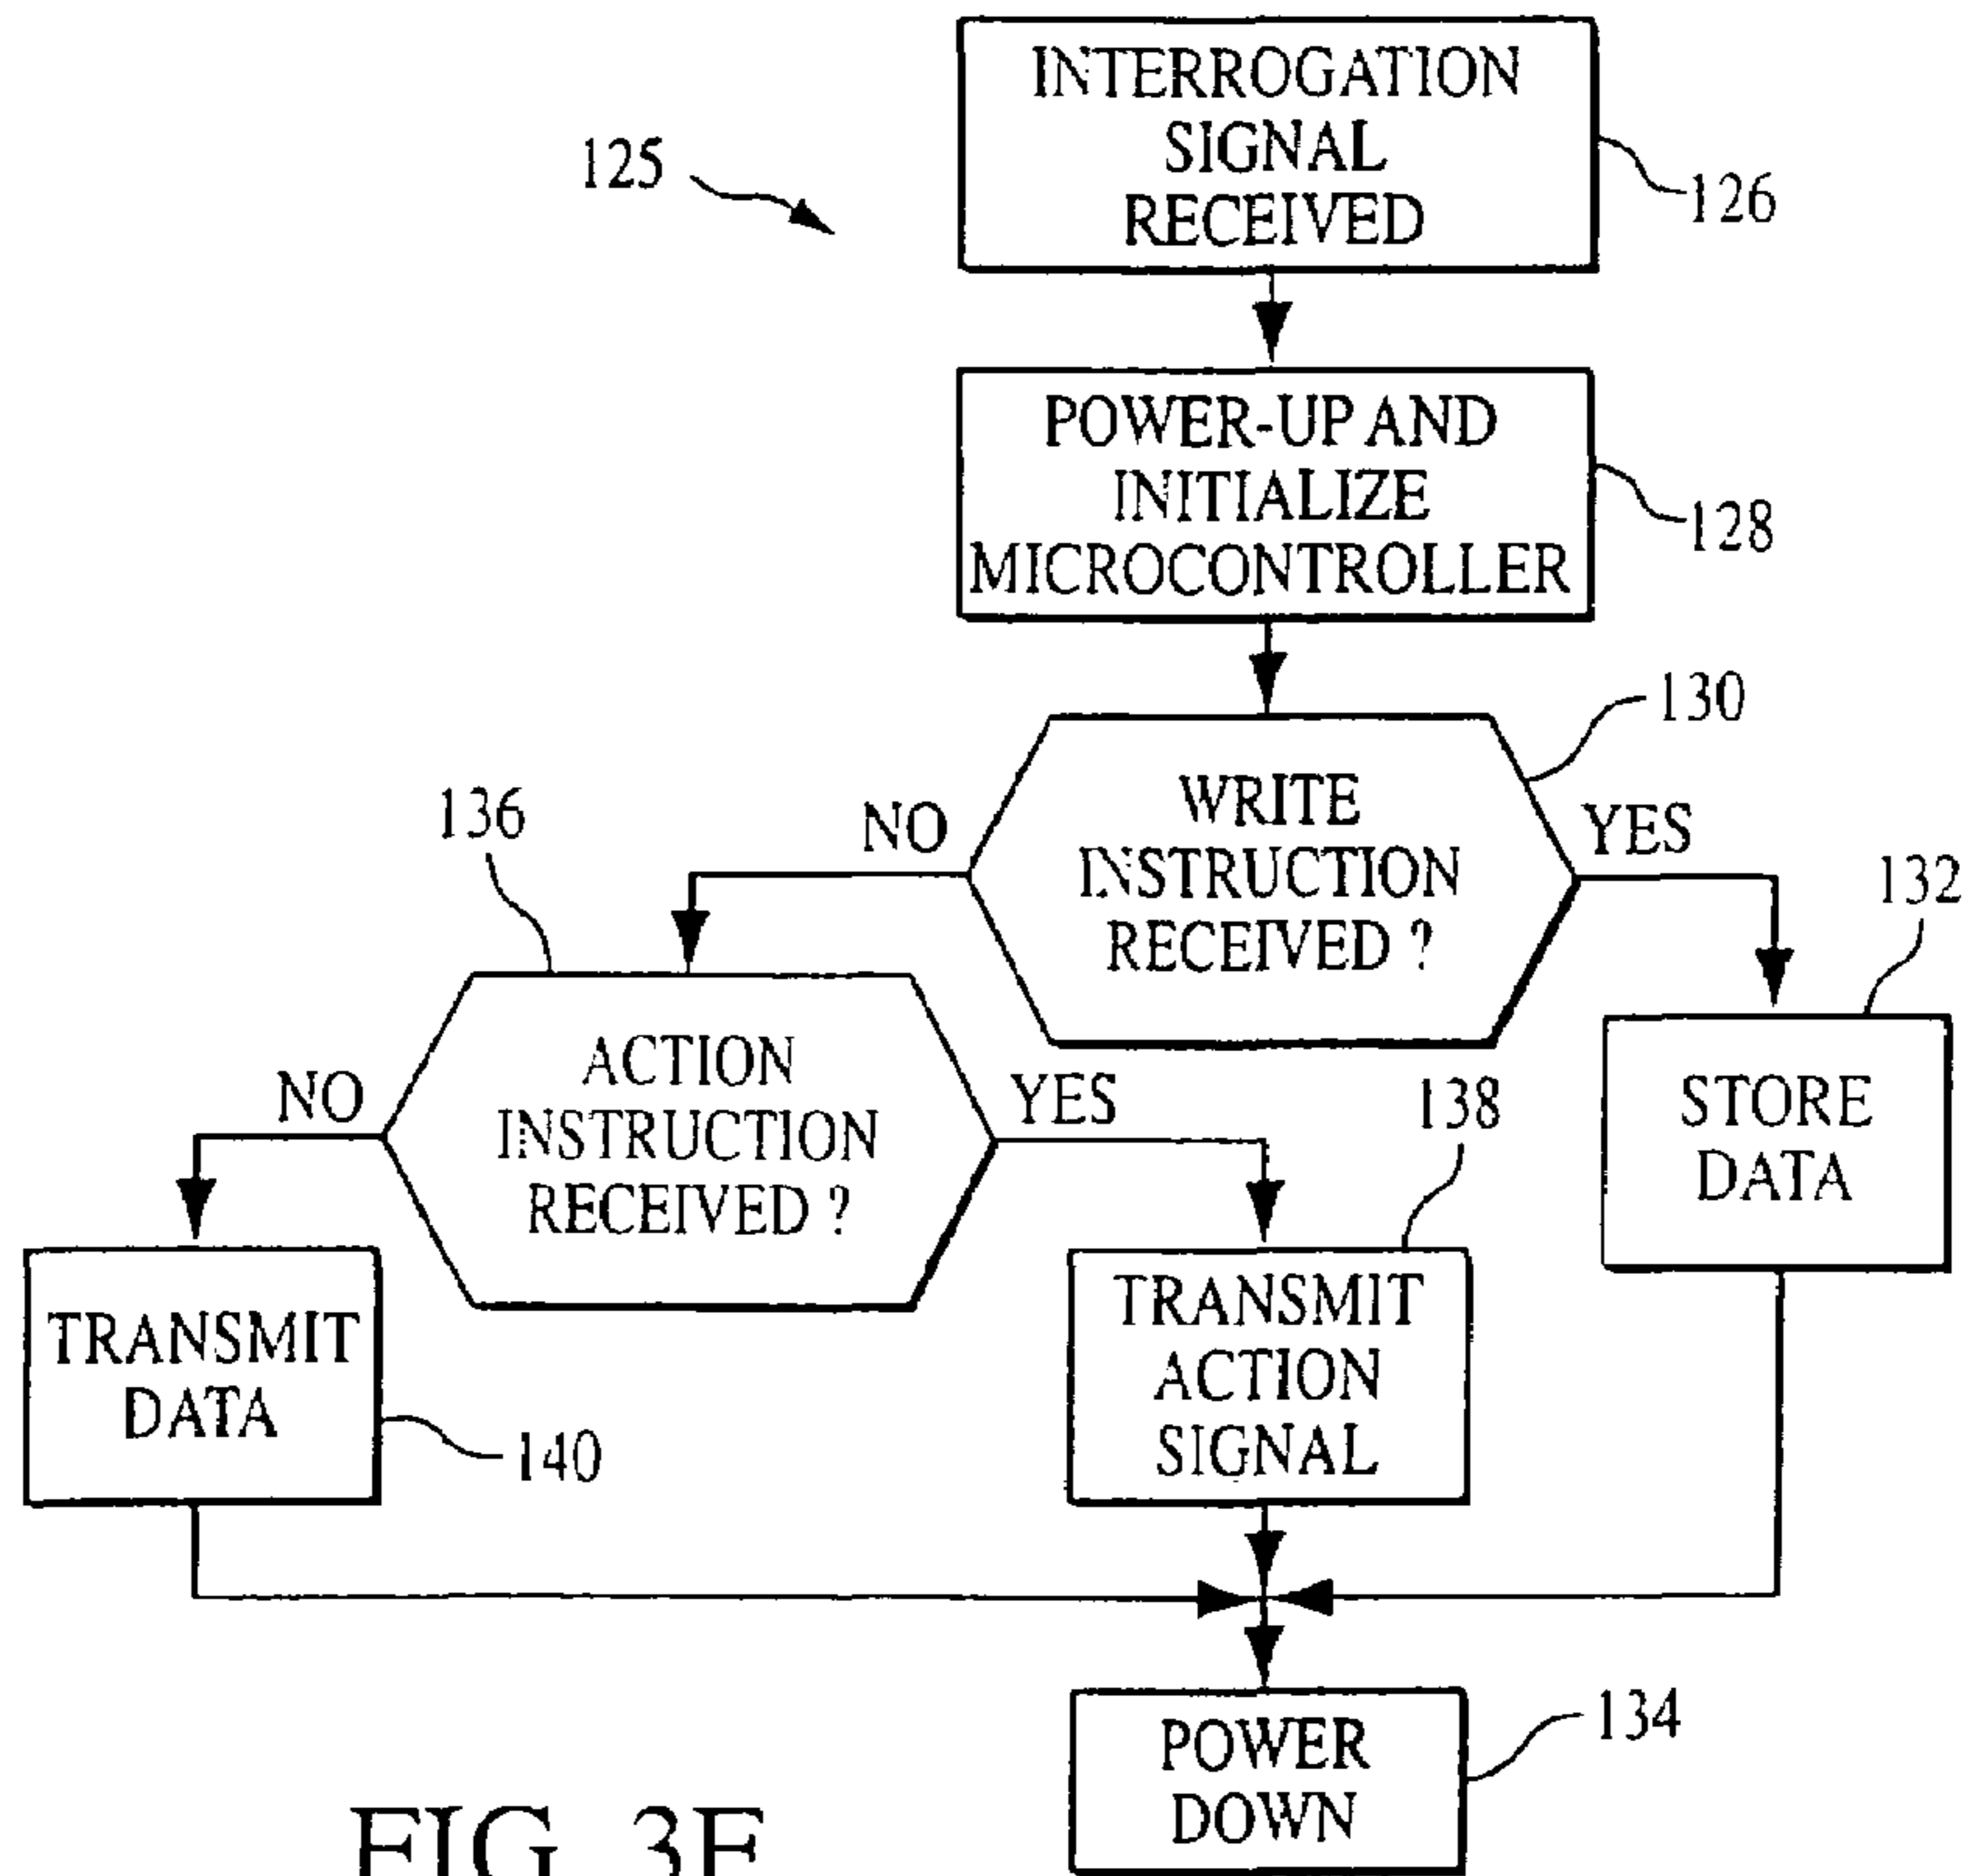 INTERROGATION
SIGNAL
RECEIVED
125
126
POWER-UP AND
INITIALIZE
MICROCONTROLLER
128
130
WRITE
INSTRUCTION
RECEIVED ?
NO
YES
136
132
ACTION
INSTRUCTION
RECEIVED ?
NO
YES
138
STORE
DATA
TRANSMIT
DATA
140
TRANSMIT
ACTION
SIGNAL
POWER
DOWN
134
FIG. 3E